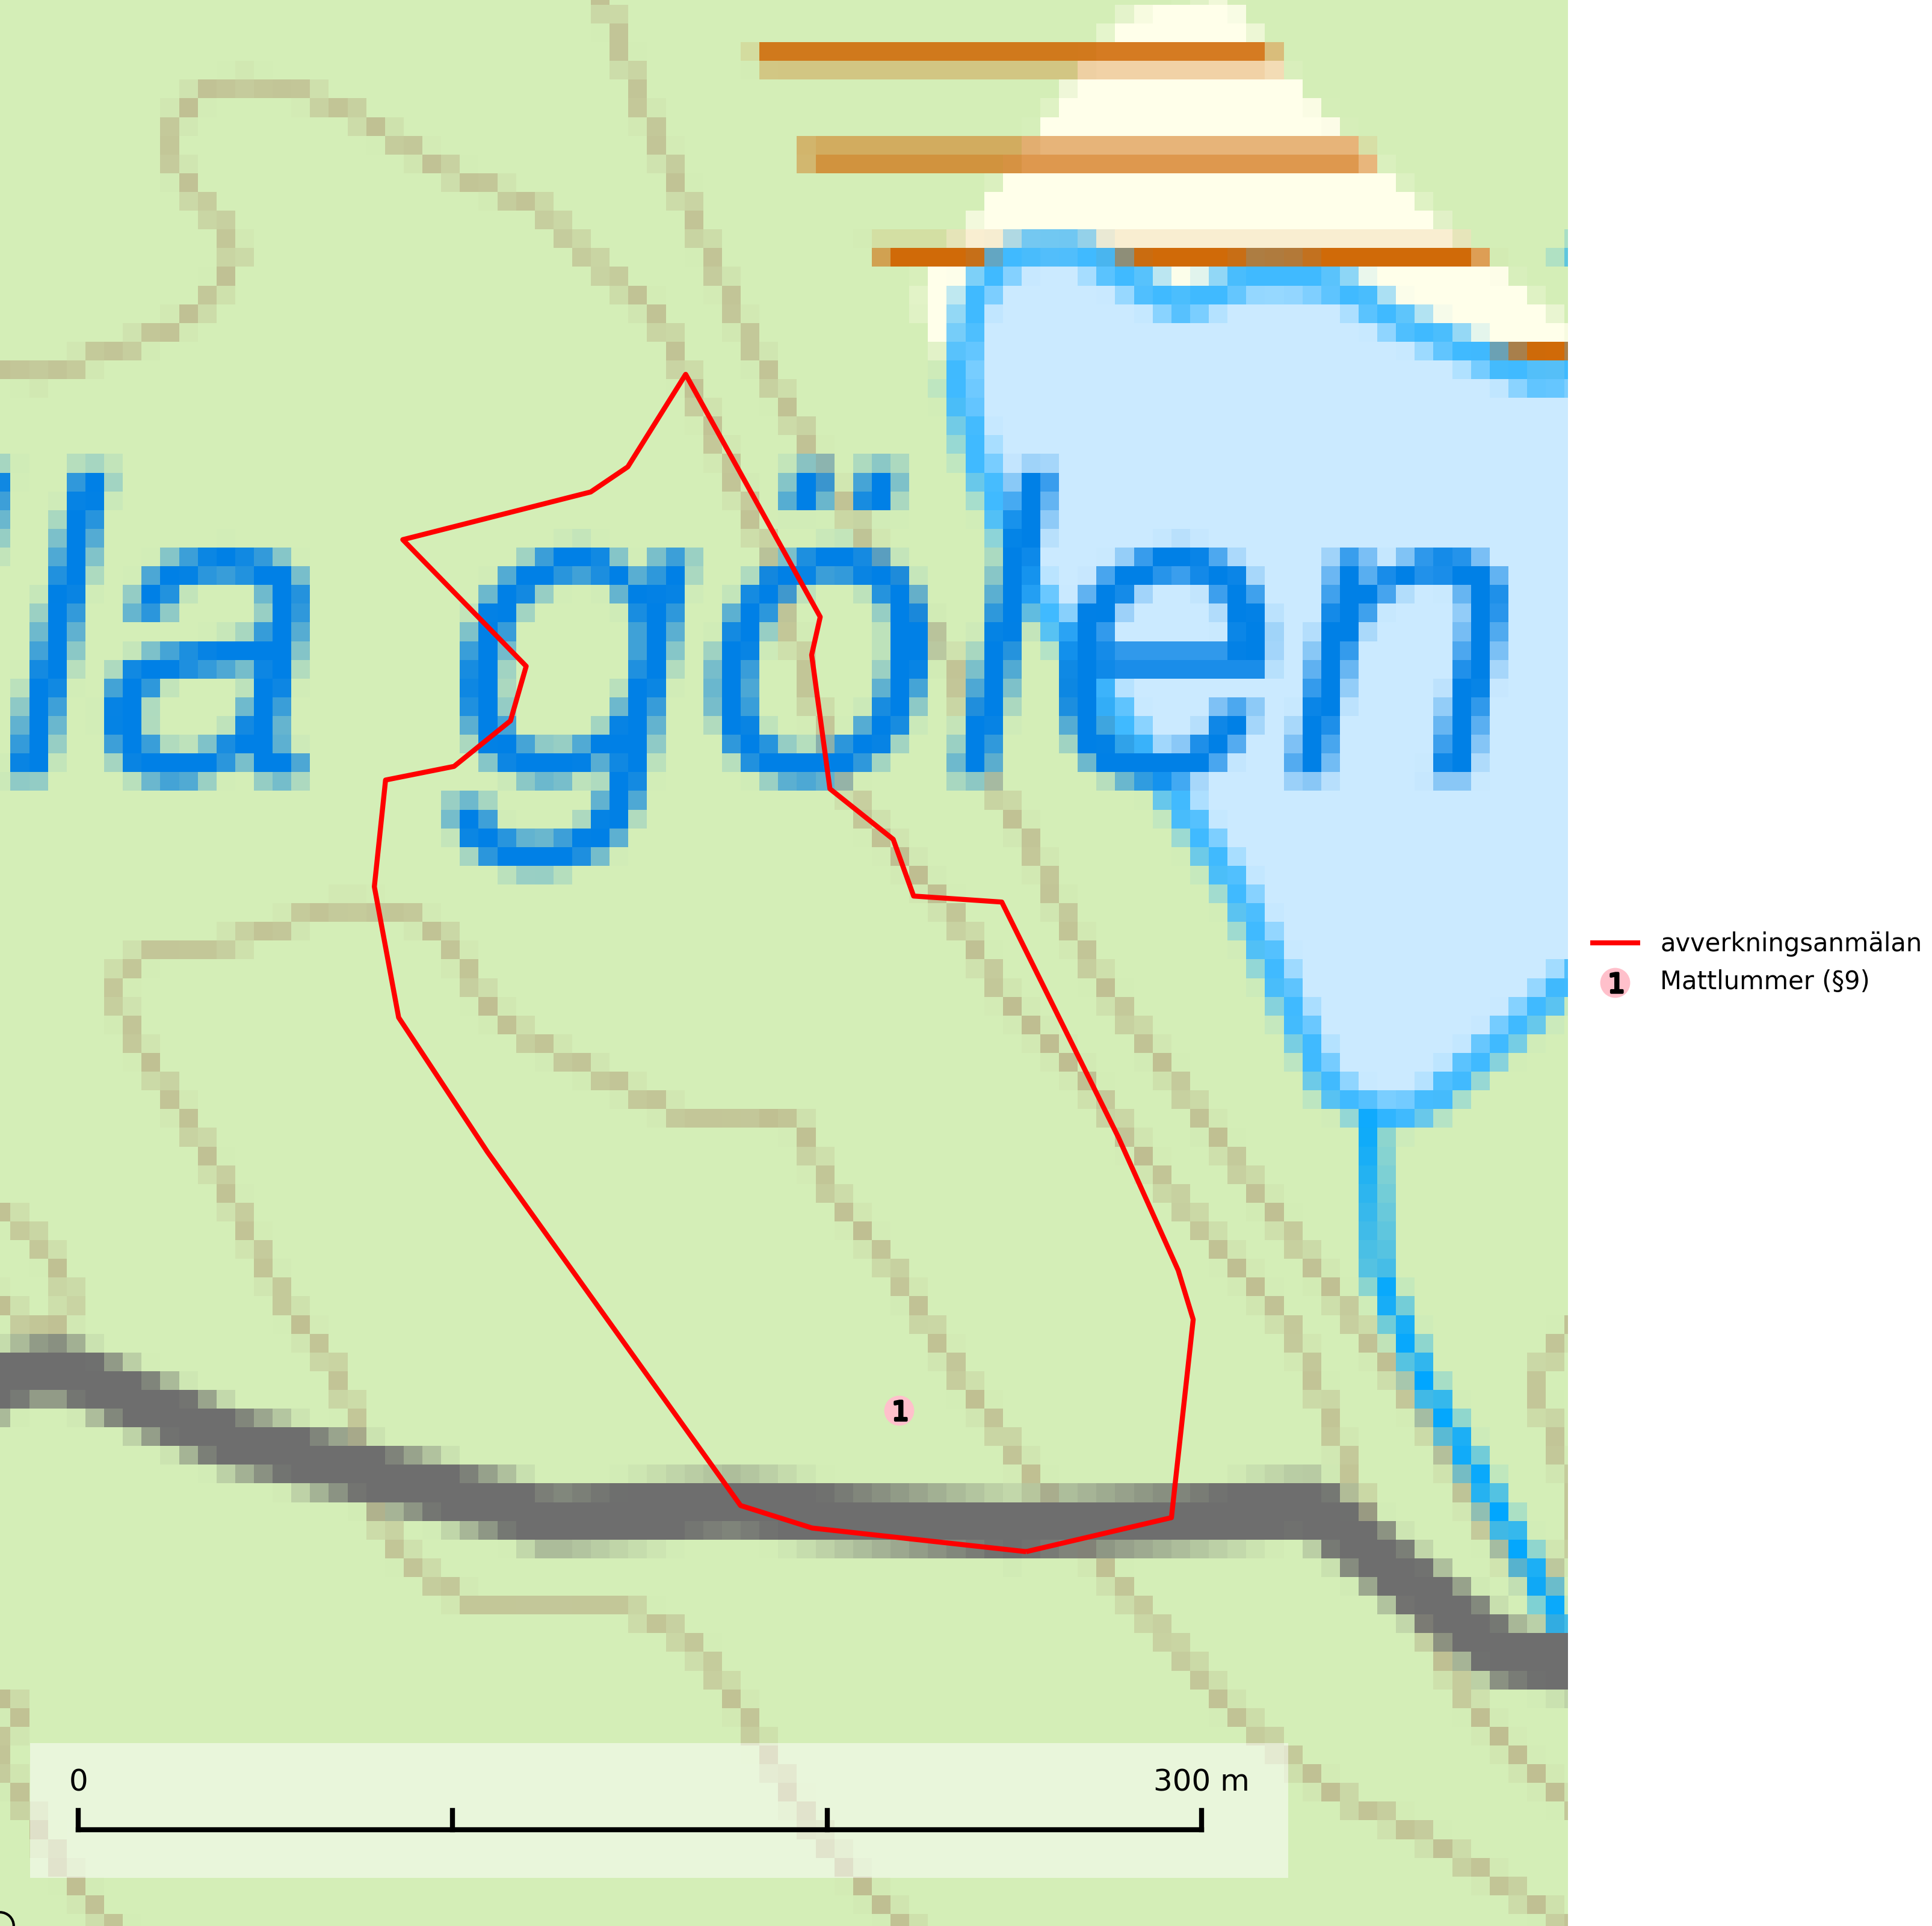 la gölen
avverkningsanmälan
1 Mattlummer (§9)
1
0 300 m